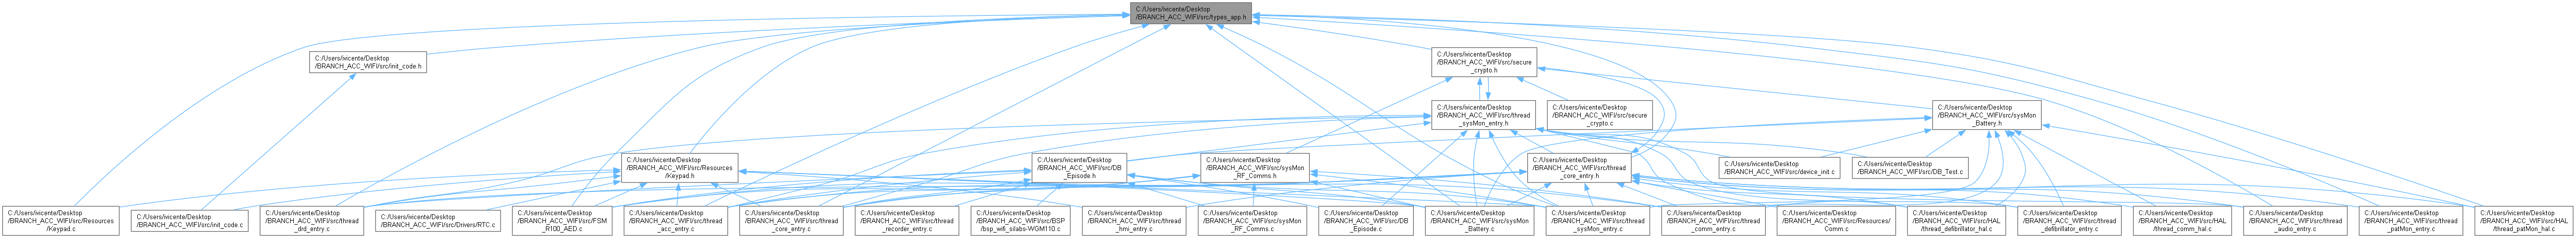 C:/Users/ivicente/Desktop
/BRANCH_ACC_WIFI/src/types_app.h
C:/Users/ivicente/Desktop
/BRANCH_ACC_WIFI/src/init_code.h
C:/Users/ivicente/Desktop
/BRANCH_ACC_WIFI/src/secure
_crypto.h
C:/Users/ivicente/Desktop
/BRANCH_ACC_WIFI/src/thread
_sysMon_entry.h
C:/Users/ivicente/Desktop
/BRANCH_ACC_WIFI/src/secure
_crypto.c
C:/Users/ivicente/Desktop
/BRANCH_ACC_WIFI/src/sysMon
_Battery.h
C:/Users/ivicente/Desktop
/BRANCH_ACC_WIFI/src/Resources
/Keypad.h
C:/Users/ivicente/Desktop
/BRANCH_ACC_WIFI/src/DB
_Episode.h
C:/Users/ivicente/Desktop
/BRANCH_ACC_WIFI/src/sysMon
_RF_Comms.h
C:/Users/ivicente/Desktop
/BRANCH_ACC_WIFI/src/thread
_core_entry.h
C:/Users/ivicente/Desktop
/BRANCH_ACC_WIFI/src/device_init.c
C:/Users/ivicente/Desktop
/BRANCH_ACC_WIFI/src/DB_Test.c
C:/Users/ivicente/Desktop
/BRANCH_ACC_WIFI/src/Resources
/Keypad.c
C:/Users/ivicente/Desktop
/BRANCH_ACC_WIFI/src/init_code.c
C:/Users/ivicente/Desktop
/BRANCH_ACC_WIFI/src/thread
_drd_entry.c
C:/Users/ivicente/Desktop
/BRANCH_ACC_WIFI/src/Drivers/RTC.c
C:/Users/ivicente/Desktop
/BRANCH_ACC_WIFI/src/FSM
_R100_AED.c
C:/Users/ivicente/Desktop
/BRANCH_ACC_WIFI/src/thread
_acc_entry.c
C:/Users/ivicente/Desktop
/BRANCH_ACC_WIFI/src/thread
_core_entry.c
C:/Users/ivicente/Desktop
/BRANCH_ACC_WIFI/src/thread
_recorder_entry.c
C:/Users/ivicente/Desktop
/BRANCH_ACC_WIFI/src/BSP
/bsp_wifi_silabs-WGM110.c
C:/Users/ivicente/Desktop
/BRANCH_ACC_WIFI/src/thread
_hmi_entry.c
C:/Users/ivicente/Desktop
/BRANCH_ACC_WIFI/src/sysMon
_RF_Comms.c
C:/Users/ivicente/Desktop
/BRANCH_ACC_WIFI/src/DB
_Episode.c
C:/Users/ivicente/Desktop
/BRANCH_ACC_WIFI/src/sysMon
_Battery.c
C:/Users/ivicente/Desktop
/BRANCH_ACC_WIFI/src/thread
_sysMon_entry.c
C:/Users/ivicente/Desktop
/BRANCH_ACC_WIFI/src/thread
_comm_entry.c
C:/Users/ivicente/Desktop
/BRANCH_ACC_WIFI/src/Resources/
Comm.c
C:/Users/ivicente/Desktop
/BRANCH_ACC_WIFI/src/HAL
/thread_defibrillator_hal.c
C:/Users/ivicente/Desktop
/BRANCH_ACC_WIFI/src/thread
_defibrillator_entry.c
C:/Users/ivicente/Desktop
/BRANCH_ACC_WIFI/src/HAL
/thread_comm_hal.c
C:/Users/ivicente/Desktop
/BRANCH_ACC_WIFI/src/thread
_audio_entry.c
C:/Users/ivicente/Desktop
/BRANCH_ACC_WIFI/src/thread
_patMon_entry.c
C:/Users/ivicente/Desktop
/BRANCH_ACC_WIFI/src/HAL
/thread_patMon_hal.c